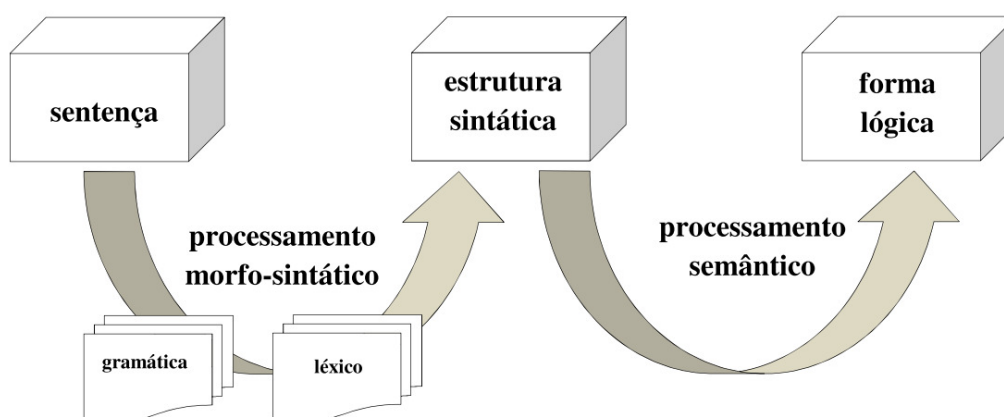 sentença
estrutura
sintática
forma
lógica
processamento
morfo-sintático
processamento
semântico
gramática
léxico